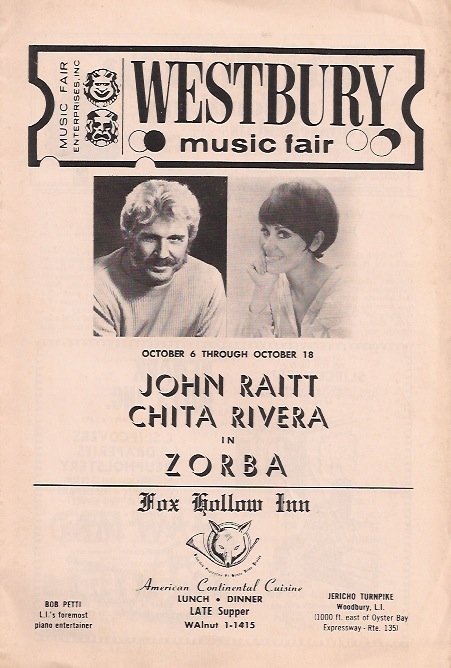 MUSIC FAIR
ENTERPRISES, INC
WESTBURY
music fair
OCTOBER 6 THROUGH OCTOBER 18
JOHN RAITT
CHITA RIVERA
IN
ZORBA
Fox Hollow Inn
American Continental Cuisine
LUNCH • DINNER
LATE Supper
WAlnut 1-1415
BOB PETTI
L.I.'s foremost
piano entertainer
JERICHO TURNPIKE
Woodbury, L.I.
(1000 ft. east of Oyster Bay
Expressway - Rte. 135)